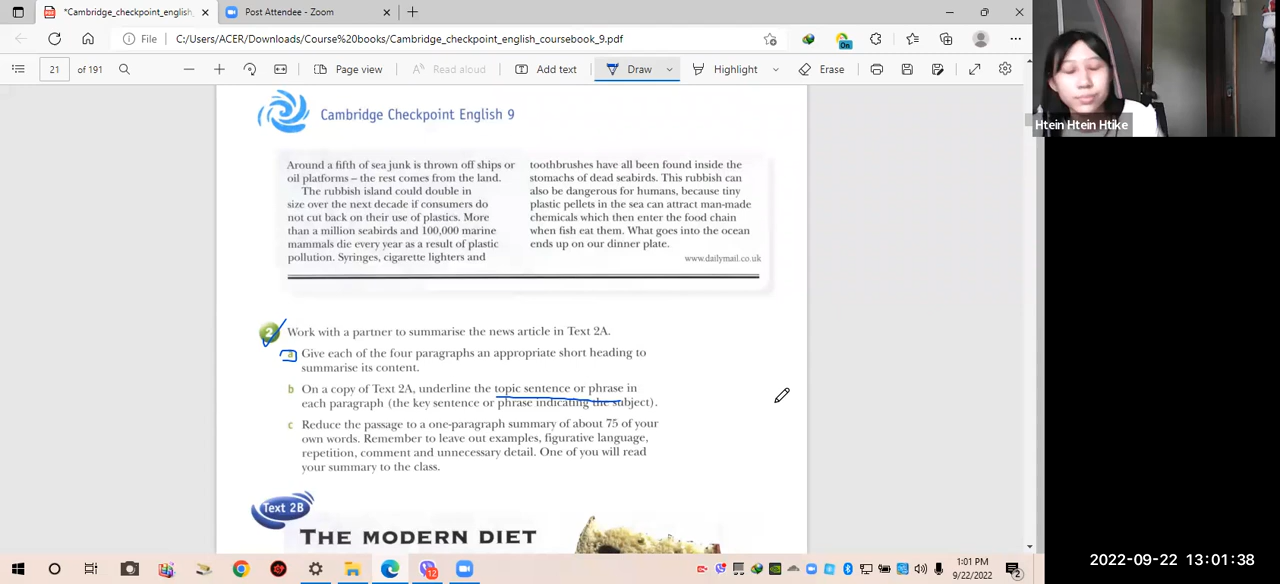 *Cambridge_checkpoint_english_
Post Attendee - Zoom
File
C:/Users/ACER/Downloads/Course%20books/Cambridge_checkpoint_english_coursebook_9.pdf
21
of 191
Page view
Read aloud
Add text
Draw
Highlight
Erase
Htein Htein Htike
Cambridge Checkpoint English 9
Around a fifth of sea junk is thrown off ships or
oil platforms – the rest comes from the land.
The rubbish island could double in
size over the next decade if consumers do
not cut back on their use of plastics. More
than a million seabirds and 100,000 marine
mammals die every year as a result of plastic
pollution. Syringes, cigarette lighters and
toothbrushes have all been found inside the
stomachs of dead seabirds. This rubbish can
also be dangerous for humans, because tiny
plastic pellets in the sea can attract man-made
chemicals which then enter the food chain
when fish eat them. What goes into the ocean
ends up on our dinner plate.
www.dailymail.co.uk
2 Work with a partner to summarise the news article in Text 2A.
a Give each of the four paragraphs an appropriate short heading to
summarise its content.
b On a copy of Text 2A, underline the topic sentence or phrase in
each paragraph (the key sentence or phrase indicating the subject).
c Reduce the passage to a one-paragraph summary of about 75 of your
own words. Remember to leave out examples, figurative language,
repetition, comment and unnecessary detail. One of you will read
your summary to the class.
Text 2B
THE MODERN DIET
12
1:01 PM
9/22/2022
2
2022-09-22 13:01:38